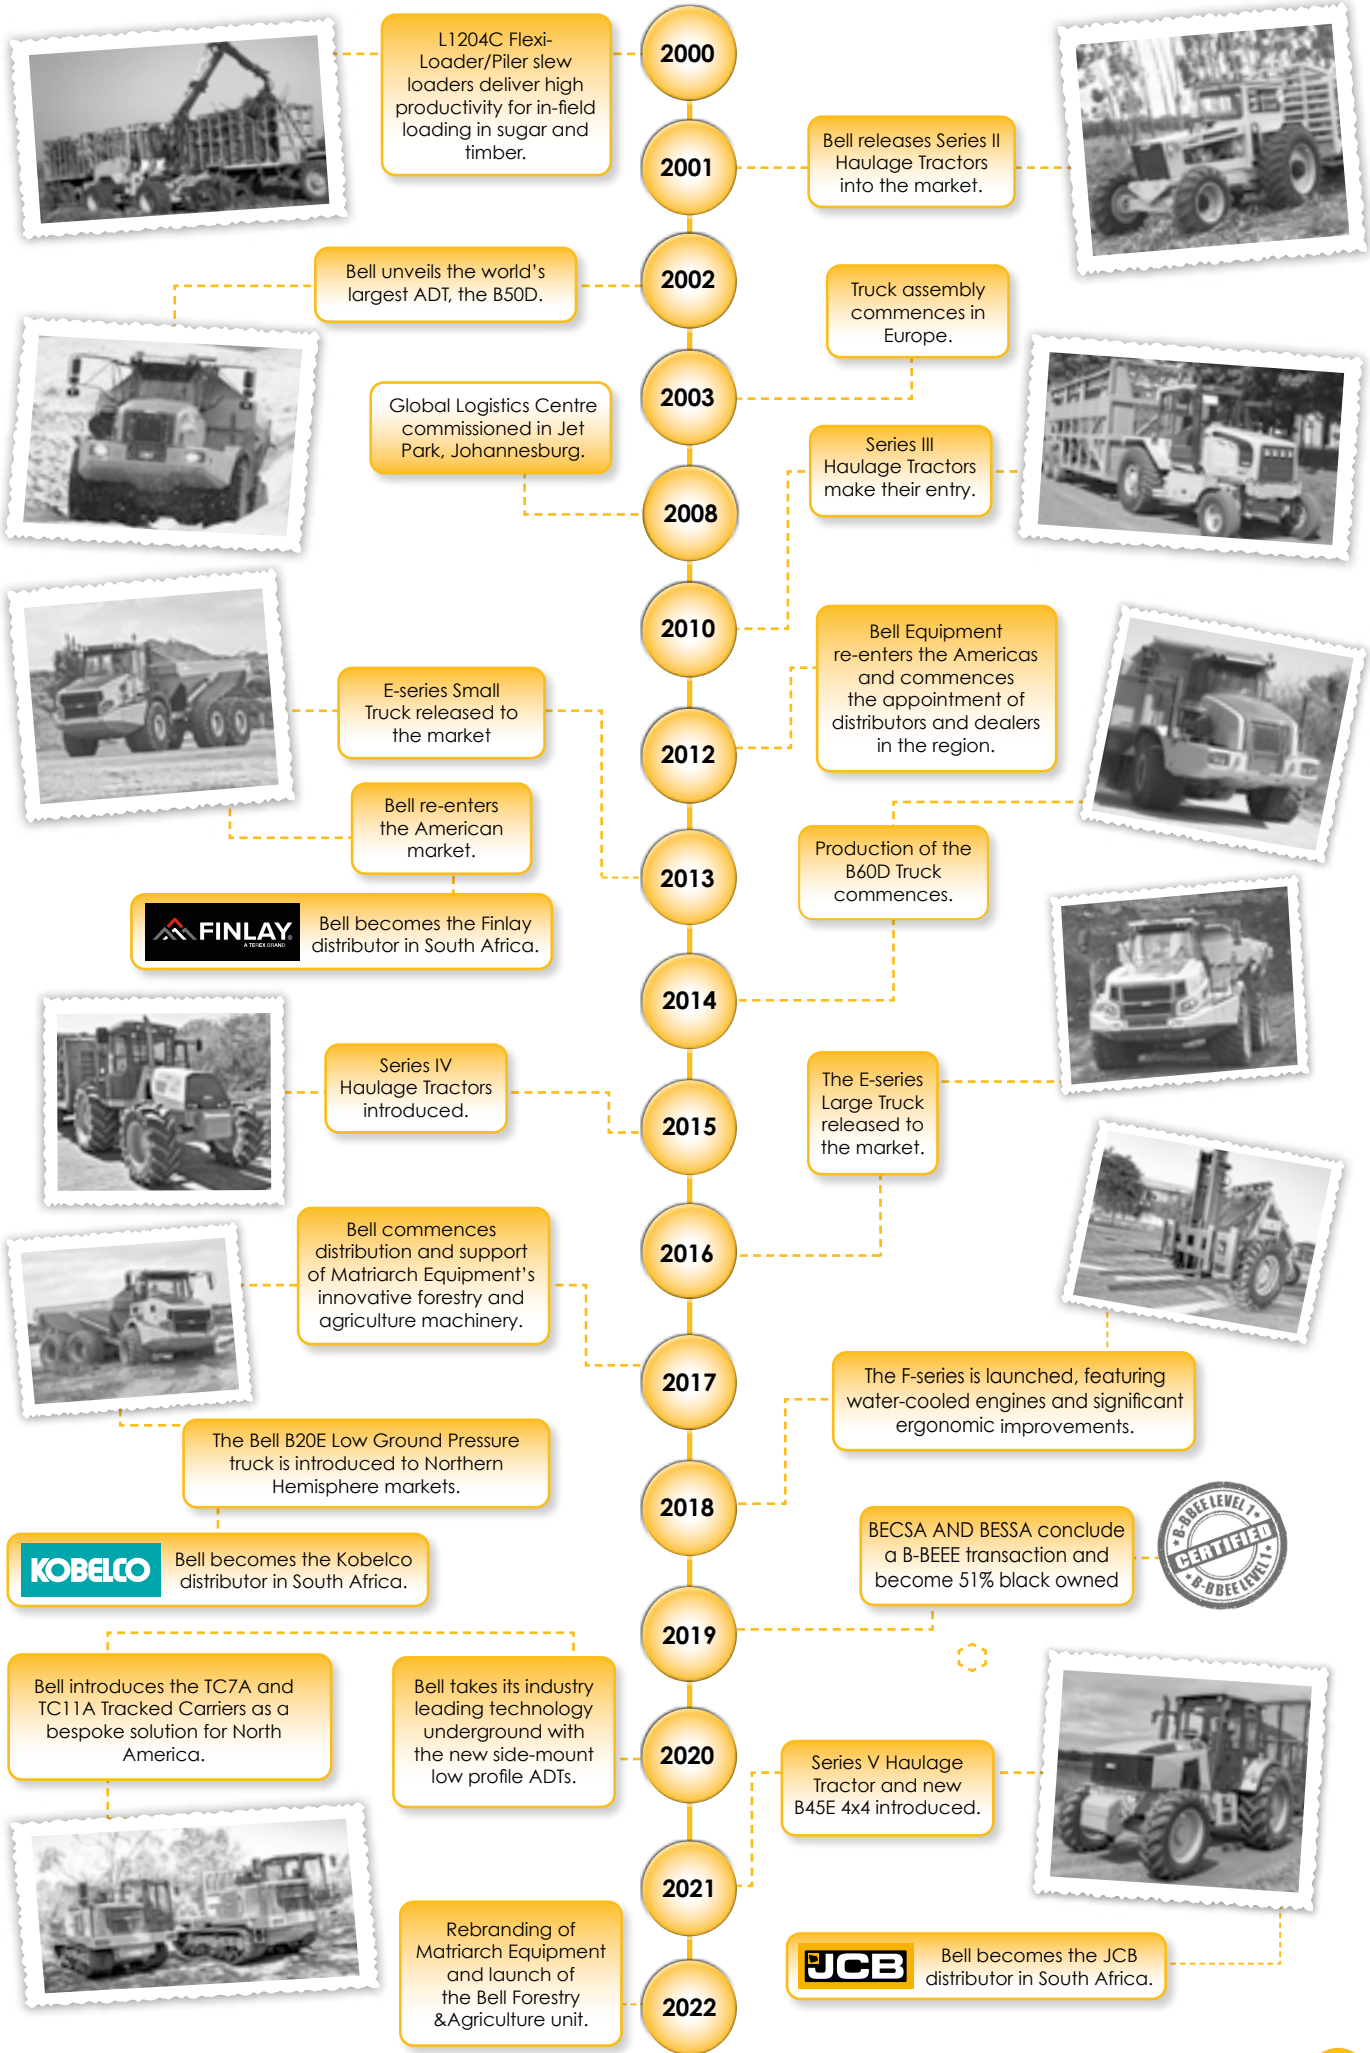 2000
L1204C Flexi-
Loader/Piler slew
loaders deliver high
productivity for in-field
loading in sugar and
timber.
2001
Bell releases Series II
Haulage Tractors
into the market.
2002
Bell unveils the world's
largest ADT, the B50D.
2003
Truck assembly
commences in
Europe.
2008
Global Logistics Centre
commissioned in Jet
Park, Johannesburg.
2010
Series III
Haulage Tractors
make their entry.
2012
Bell Equipment
re-enters the Americas
and commences
the appointment of
distributors and dealers
in the region.
2013
E-series Small
Truck released to
the market
Bell re-enters
the American
market.
FINLAY
A TEREX BRAND
Bell becomes the Finlay
distributor in South Africa.
2014
Production of the
B60D Truck
commences.
2015
Series IV
Haulage Tractors
introduced.
2016
The E-series
Large Truck
released to
the market.
2017
Bell commences
distribution and support
of Matriarch Equipment's
innovative forestry and
agriculture machinery.
The Bell B20E Low Ground Pressure
truck is introduced to Northern
Hemisphere markets.
KOBELCO
Bell becomes the Kobelco
distributor in South Africa.
2018
The F-series is launched, featuring
water-cooled engines and significant
ergonomic improvements.
2019
BECSA AND BESSA conclude
a B-BEEE transaction and
become 51% black owned
B-BBEE LEVEL 1
CERTIFIED
B-BBEE LEVEL 1
2020
Bell takes its industry
leading technology
underground with
the new side-mount
low profile ADTs.
Bell introduces the TC7A and
TC11A Tracked Carriers as a
bespoke solution for North
America.
2021
Series V Haulage
Tractor and new
B45E 4x4 introduced.
JCB
Bell becomes the JCB
distributor in South Africa.
2022
Rebranding of
Matriarch Equipment
and launch of
the Bell Forestry
&Agriculture unit.